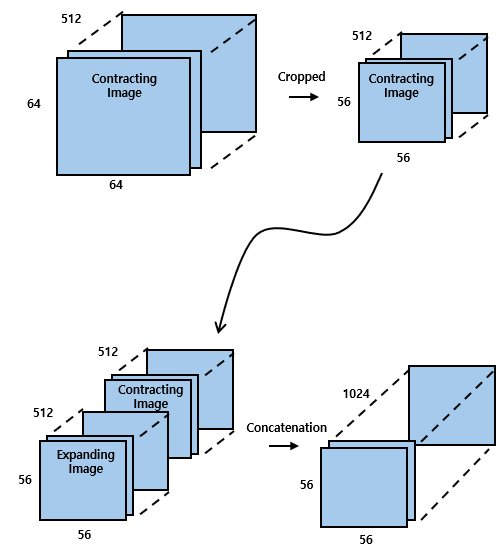 512
Contracting
Image
64
64
Cropped
512
Contracting
Image
56
56
512
Contracting
Image
512
Expanding
Image
56
56
Concatenation
1024
56
56